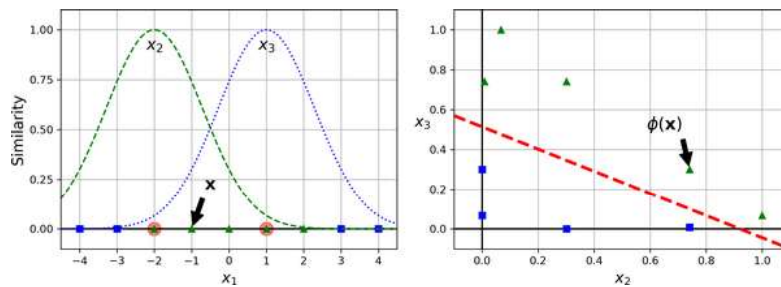 1.00
0.75
0.50
0.25
0.00
Similarity
x₂
x₃
x
−4 −3 −2 −1 0 1 2 3 4
x₁
1.0
0.8
0.6
0.4
0.2
0.0
x₃
ϕ(x)
0.0 0.2 0.4 0.6 0.8 1.0
x₂